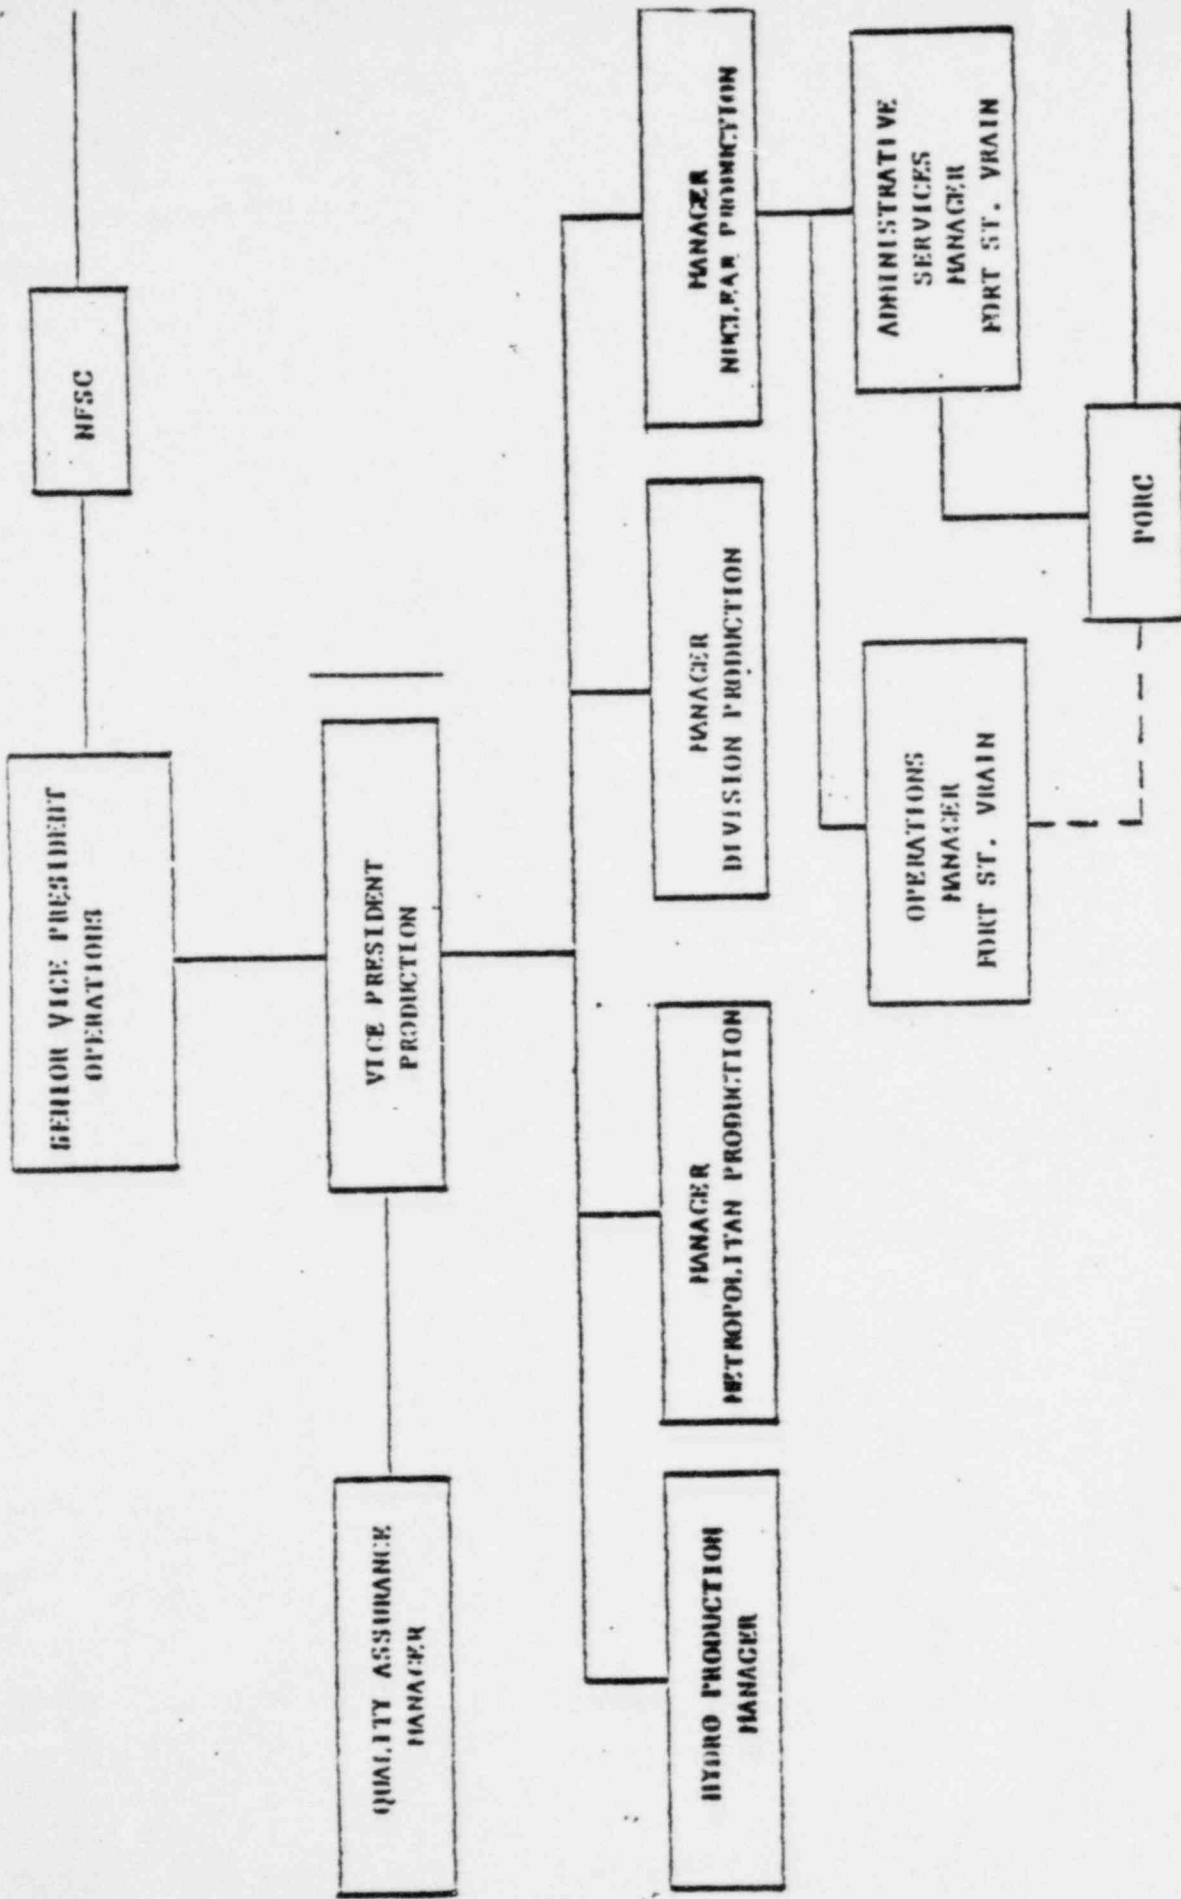 SENIOR VICE PRESIDENT
OPERATIONS
NFSC
QUALITY ASSURANCE
MANAGER
VICE PRESIDENT
PRODUCTION
HYDRO PRODUCTION
MANAGER
MANAGER
METROPOLITAN PRODUCTION
MANAGER
DIVISION PRODUCTION
MANAGER
NUCLEAR PRODUCTION
OPERATIONS
MANAGER
FORT ST. VRAIN
ADMINISTRATIVE
SERVICES
MANAGER
FORT ST. VRAIN
PORC